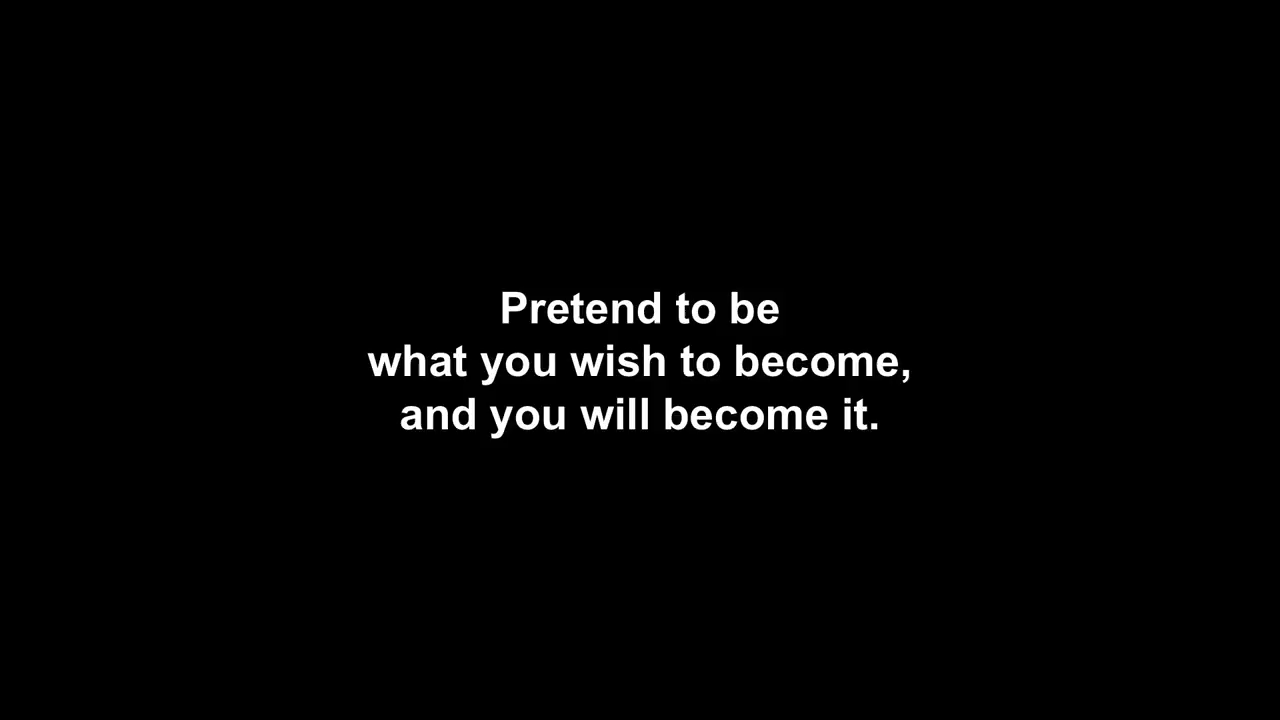 Pretend to be
what you wish to become,
and you will become it.